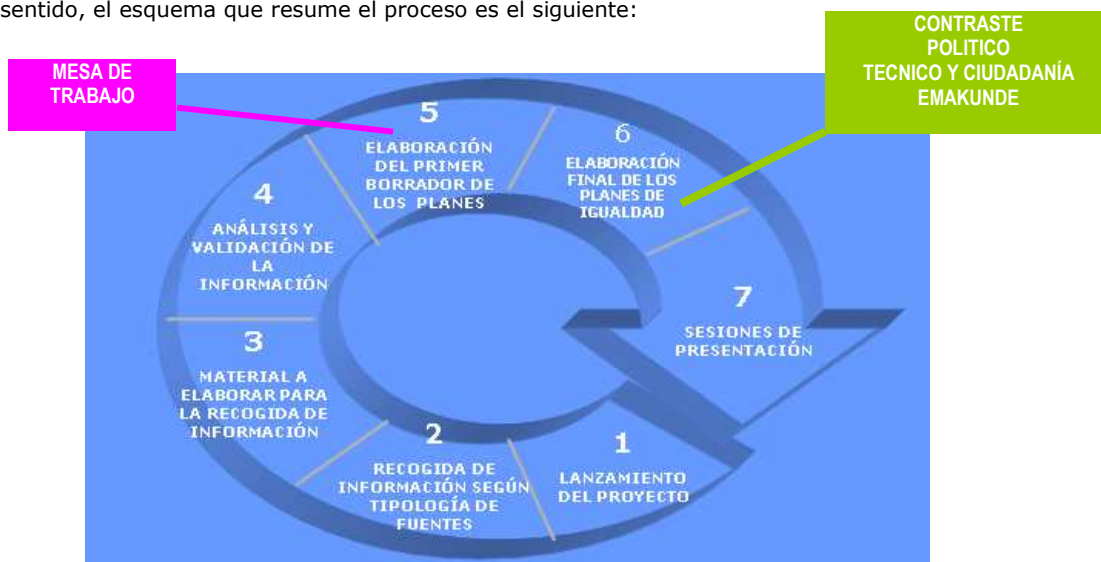 sentido, el esquema que resume el proceso es el siguiente:
CONTRASTE
POLITICO
TECNICO Y CIUDADANÍA
EMAKUNDE
MESA DE
TRABAJO
5
ELABORACIÓN
DEL PRIMER
BORRADOR DE
LOS PLANES
6
ELABORACIÓN
FINAL DE LOS
PLANES DE
IGUALDAD
4
ANÁLISIS Y
VALIDACIÓN DE
LA
INFORMACIÓN
7
SESIONES DE
PRESENTACIÓN
3
MATERIAL A
ELABORAR PARA
LA RECOGIDA DE
INFORMACIÓN
2
RECOGIDA DE
INFORMACIÓN SEGÚN
TIPOLOGÍA DE
FUENTES
1
LANZAMIENTO
DEL PROYECTO